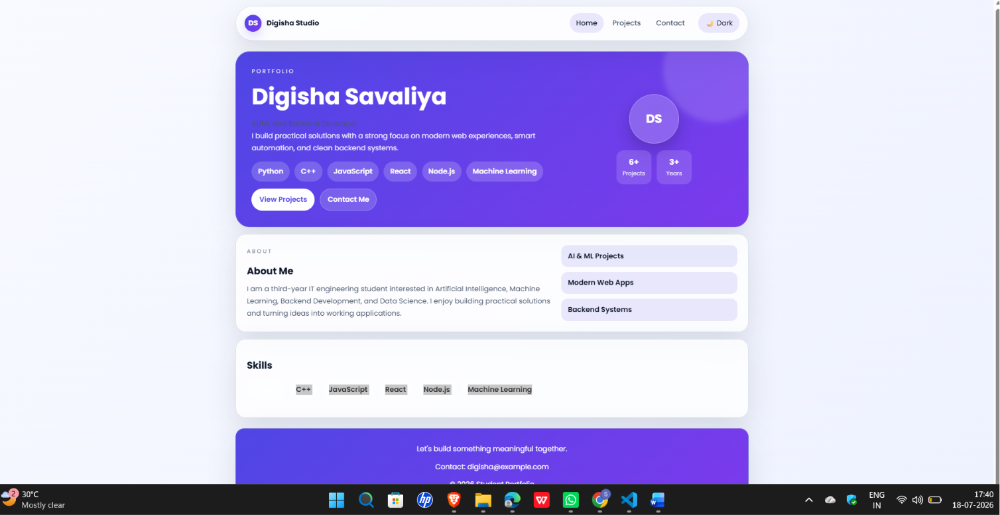 DS Digisha Studio Home Projects Contact 🌙 Dark
PORTFOLIO
Digisha Savaliya
AI/ML and Backend Developer
I build practical solutions with a strong focus on modern web experiences, smart
automation, and clean backend systems.
Python C++ JavaScript React Node.js Machine Learning
View Projects Contact Me
DS
6+ 3+
Projects Years
ABOUT
About Me
I am a third-year IT engineering student interested in Artificial Intelligence, Machine
Learning, Backend Development, and Data Science. I enjoy building practical solutions
and turning ideas into working applications.
AI & ML Projects
Modern Web Apps
Backend Systems
Skills
C++ JavaScript React Node.js Machine Learning
Let's build something meaningful together.
Contact: digisha@example.com
© 2026 Student Portfolio
2 30°C
Mostly clear
hp
W
S
W
ENG
IN
17:40
18-07-2026